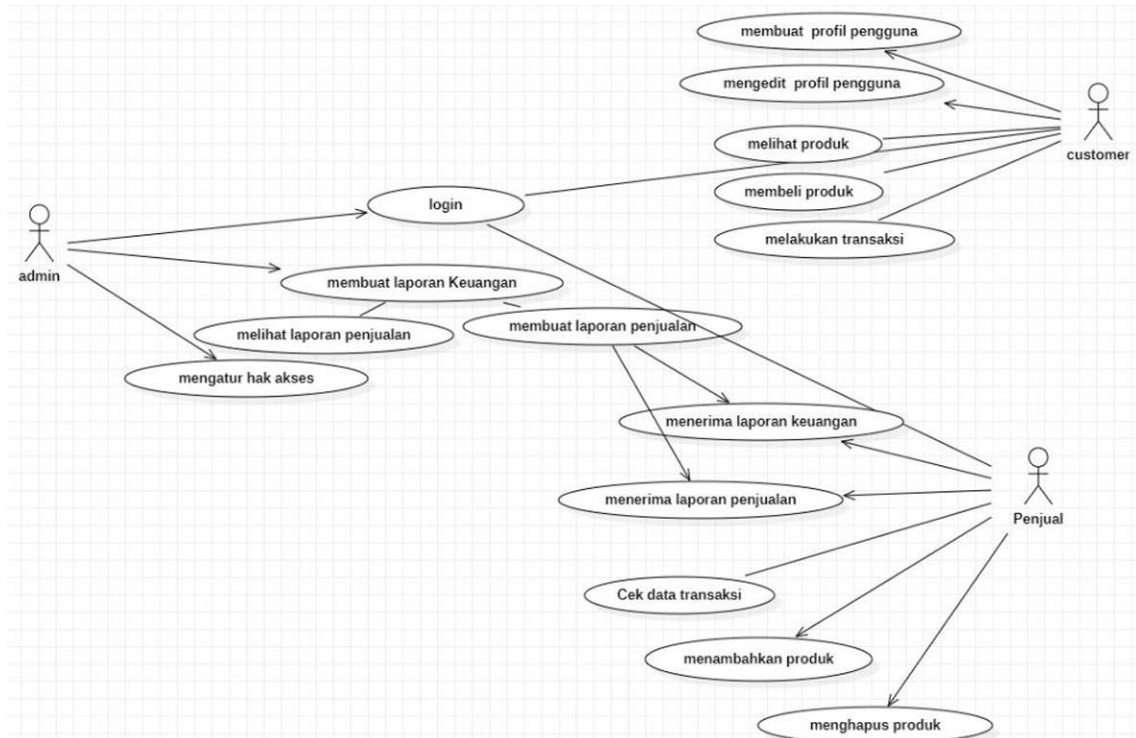 membuat profil pengguna
mengedit profil pengguna
customer
melihat produk
membeli produk
login
melakukan transaksi
admin
membuat laporan Keuangan
melihat laporan penjualan
membuat laporan penjualan
mengatur hak akses
menerima laporan keuangan
menerima laporan penjualan
Penjual
Cek data transaksi
menambahkan produk
menghapus produk